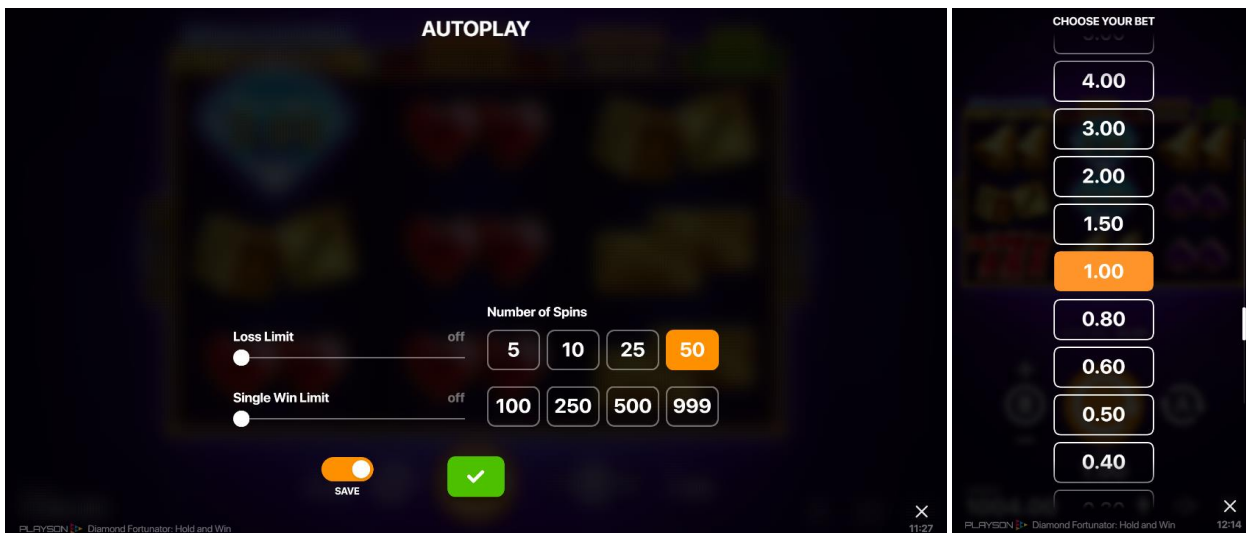 AUTOPLAY
Number of Spins
Loss Limit off
5 10 25 50
Single Win Limit off
100 250 500 999
SAVE
PLAYSON Diamond Fortunator: Hold and Win
11:27
CHOOSE YOUR BET
4.00
3.00
2.00
1.50
1.00
0.80
0.60
0.50
0.40
PLAYSON Diamond Fortunator: Hold and Win
12:14